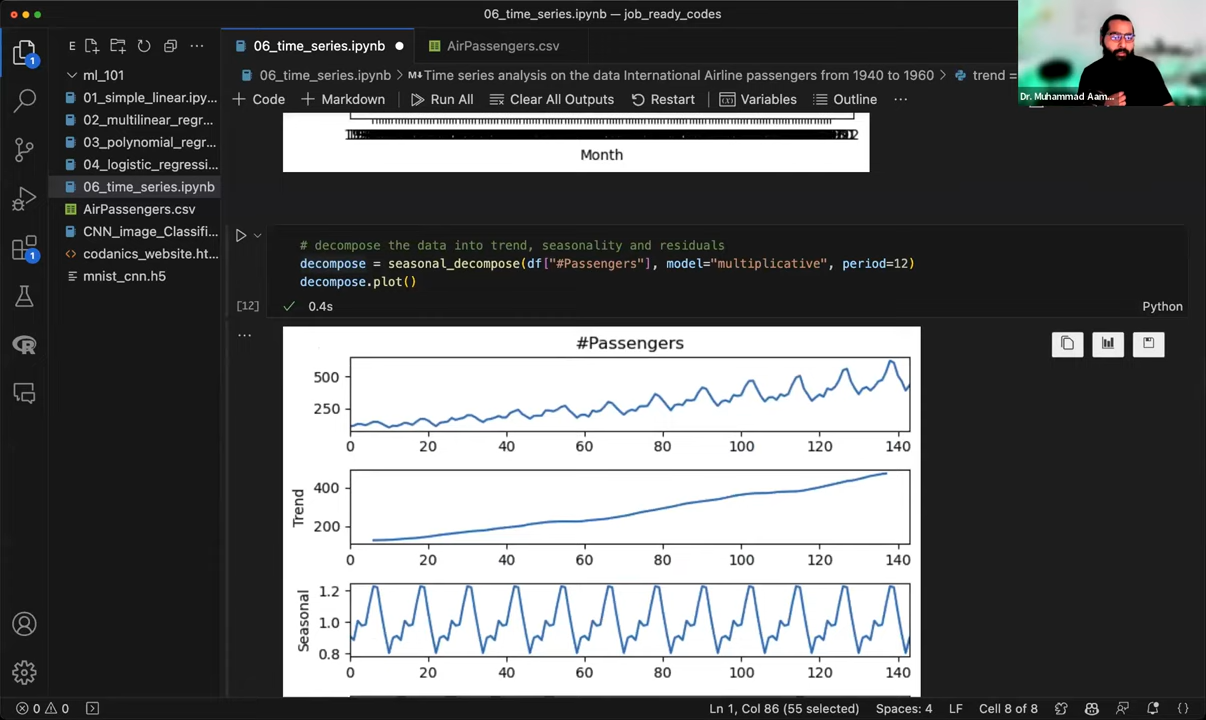 06_time_series.ipynb — job_ready_codes
E
06_time_series.ipynb
AirPassengers.csv
Dr. Muhammad Aam...
06_time_series.ipynb > M↓ Time series analysis on the data International Airline passengers from 1940 to 1960 > trend =
+ Code + Markdown Run All Clear All Outputs Restart Variables Outline ...
ml_101
01_simple_linear.ipy...
02_multilinear_regr...
03_polynomial_regr...
04_logistic_regressi...
06_time_series.ipynb
AirPassengers.csv
CNN_image_Classifi...
codanics_website.ht...
mnist_cnn.h5
1
1
Month
# decompose the data into trend, seasonality and residuals
decompose = seasonal_decompose(df["#Passengers"], model="multiplicative", period=12)
decompose.plot()
[12]
0.4s
Python
#Passengers
500
250
0 20 40 60 80 100 120 140
Trend
400
200
0 20 40 60 80 100 120 140
Seasonal
1.2
1.0
0.8
0 20 40 60 80 100 120 140
0 0
Ln 1, Col 86 (55 selected)
Spaces: 4
LF
Cell 8 of 8